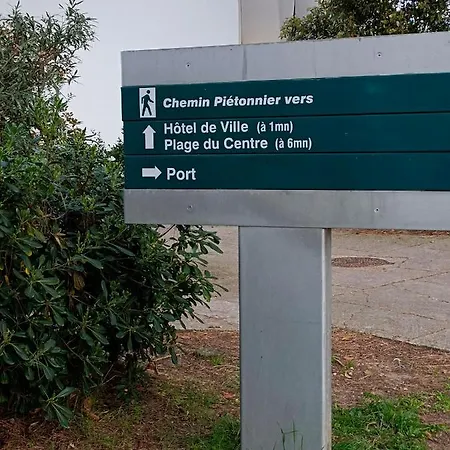 Chemin Piétonnier vers
Hôtel de Ville (à 1mn)
Plage du Centre (à 6mn)
Port